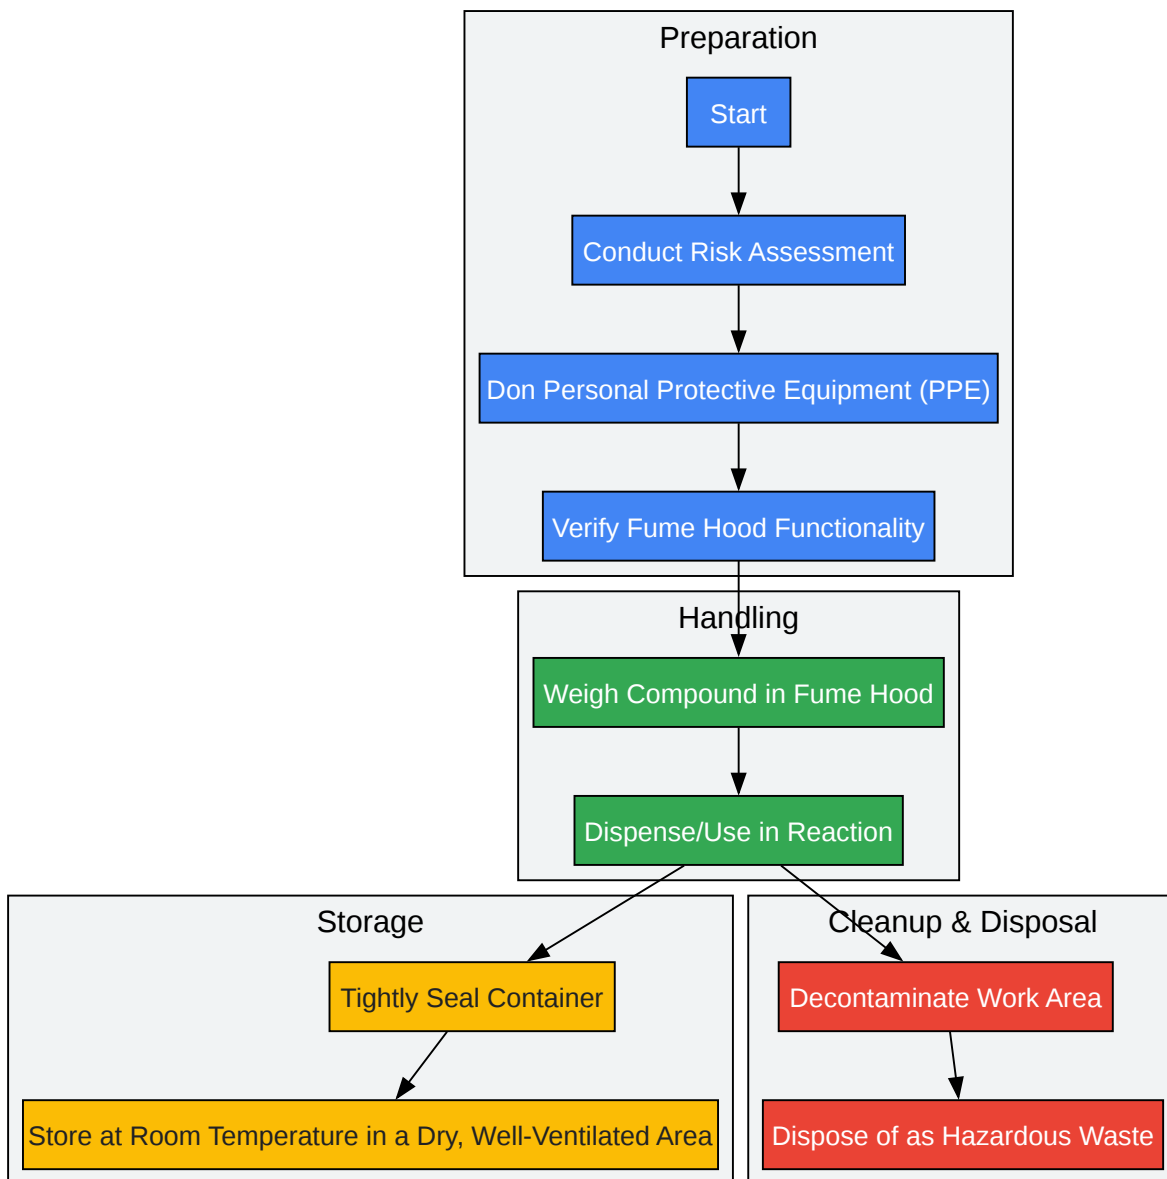 Preparation
Start
Conduct Risk Assessment
Don Personal Protective Equipment (PPE)
Verify Fume Hood Functionality
Handling
Weigh Compound in Fume Hood
Dispense/Use in Reaction
Storage
Tightly Seal Container
Store at Room Temperature in a Dry, Well-Ventilated Area
Cleanup & Disposal
Decontaminate Work Area
Dispose of as Hazardous Waste